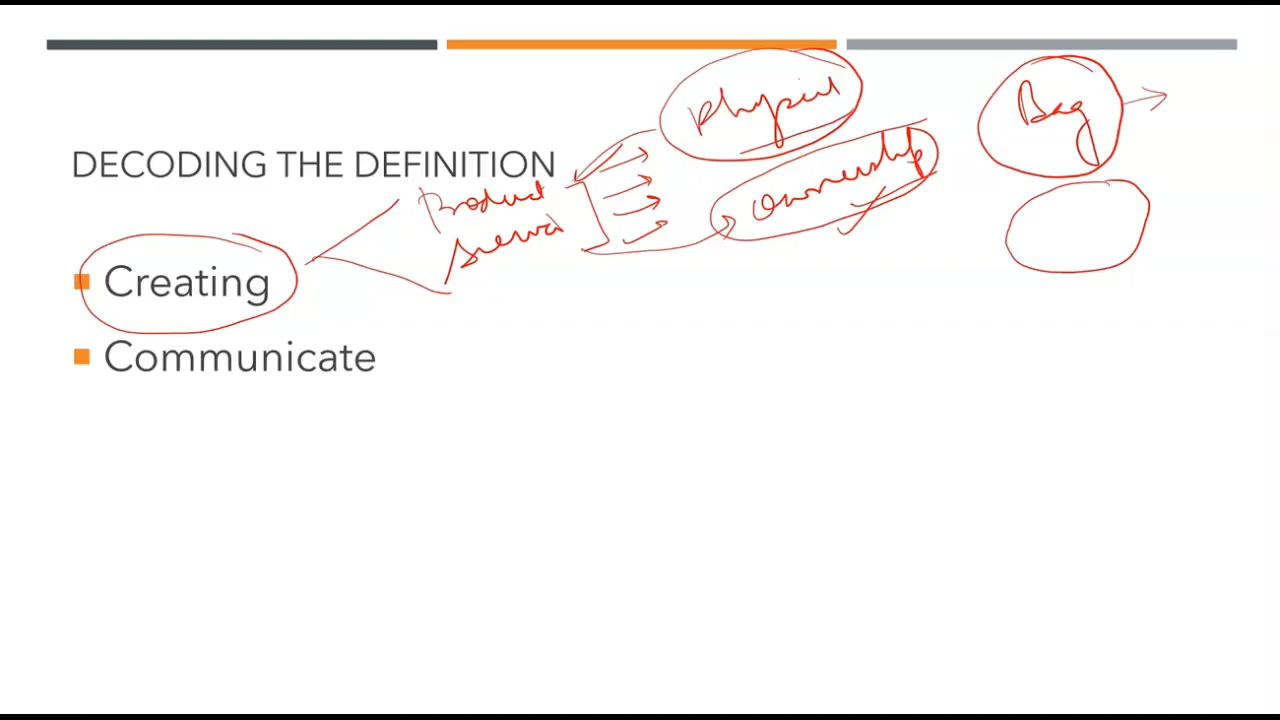 Physical
Bag
DECODING THE DEFINITION
Ownership
Product
Service
Creating
Communicate